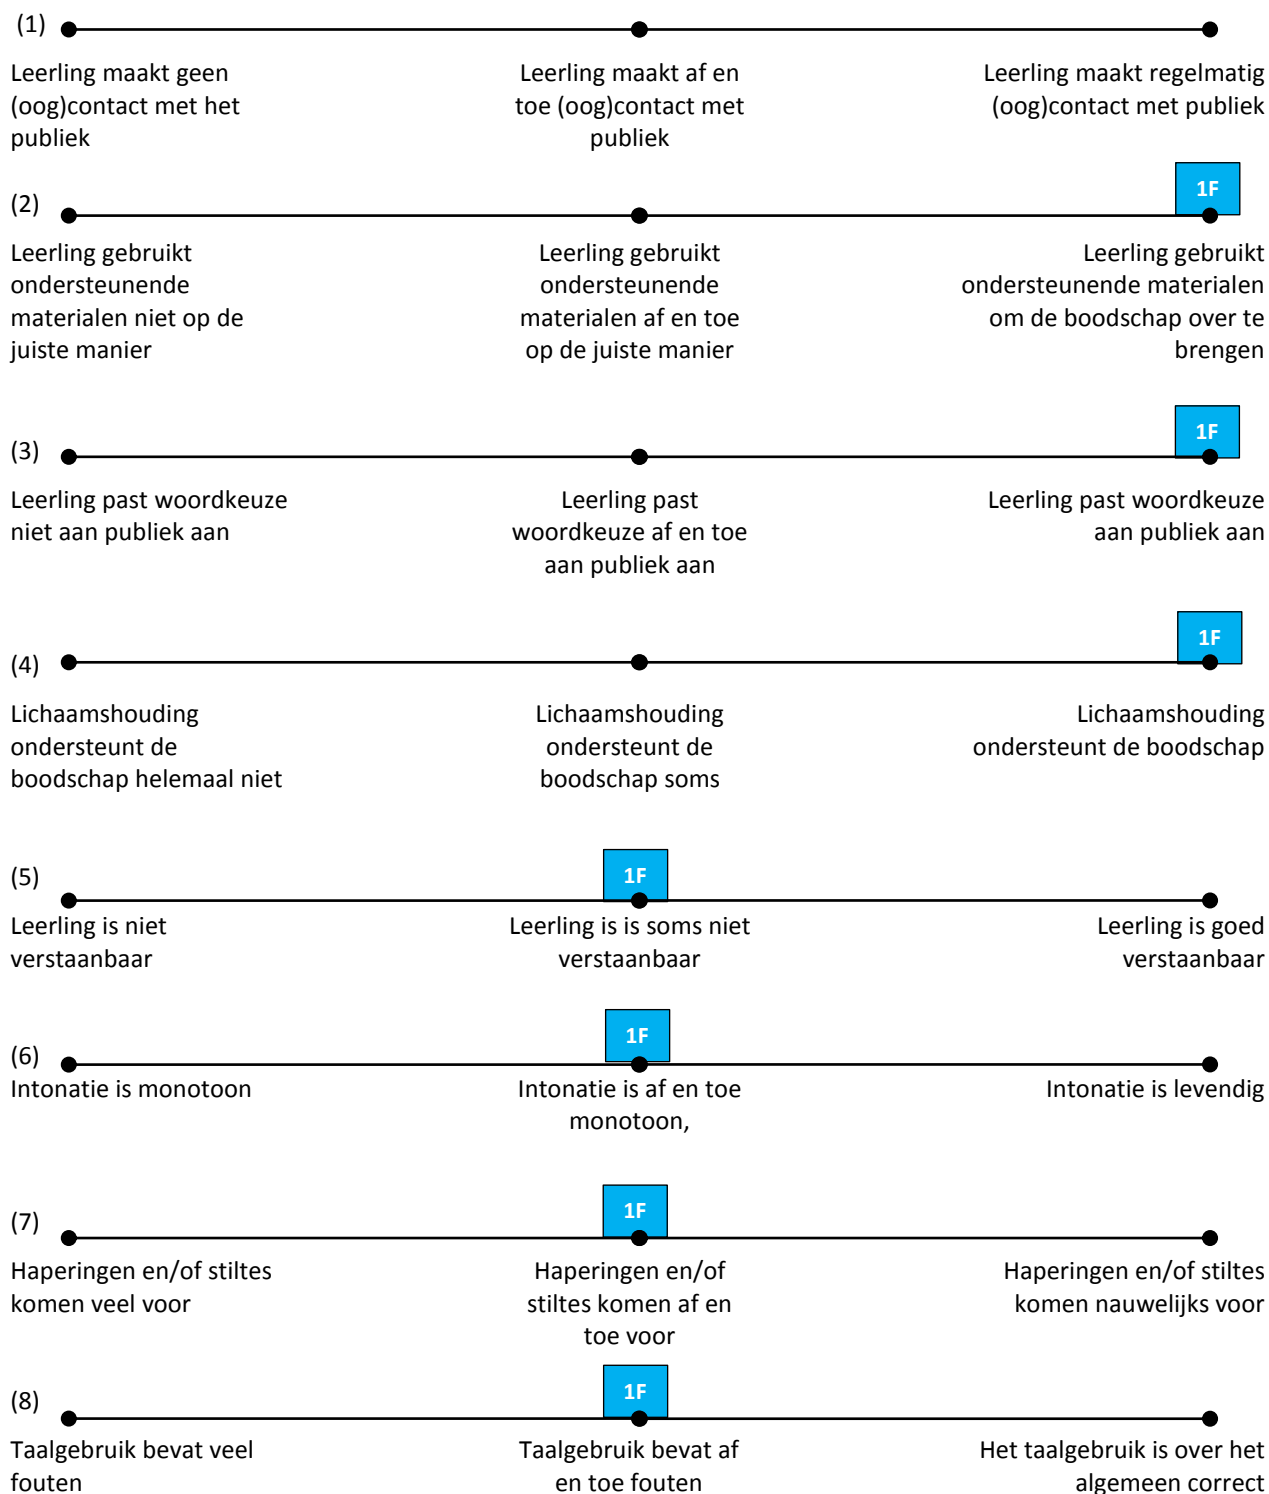 (1)
Leerling maakt geen
(oog)contact met het
publiek
Leerling maakt af en
toe (oog)contact met
publiek
Leerling maakt regelmatig
(oog)contact met publiek
1F
(2)
Leerling gebruikt
ondersteunende
materialen niet op de
juiste manier
Leerling gebruikt
ondersteunende
materialen af en toe
op de juiste manier
Leerling gebruikt
ondersteunende materialen
om de boodschap over te
brengen
1F
(3)
Leerling past woordkeuze
niet aan publiek aan
Leerling past
woordkeuze af en toe
aan publiek aan
Leerling past woordkeuze
aan publiek aan
1F
(4)
Lichaamshouding
ondersteunt de
boodschap helemaal niet
Lichaamshouding
ondersteunt de
boodschap soms
Lichaamshouding
ondersteunt de boodschap
1F
(5)
Leerling is niet
verstaanbaar
Leerling is is soms niet
verstaanbaar
Leerling is goed
verstaanbaar
1F
(6)
Intonatie is monotoon
Intonatie is af en toe
monotoon,
Intonatie is levendig
1F
(7)
Haperingen en/of stiltes
komen veel voor
Haperingen en/of
stiltes komen af en
toe voor
Haperingen en/of stiltes
komen nauwelijks voor
1F
(8)
Taalgebruik bevat veel
fouten
Taalgebruik bevat af
en toe fouten
Het taalgebruik is over het
algemeen correct